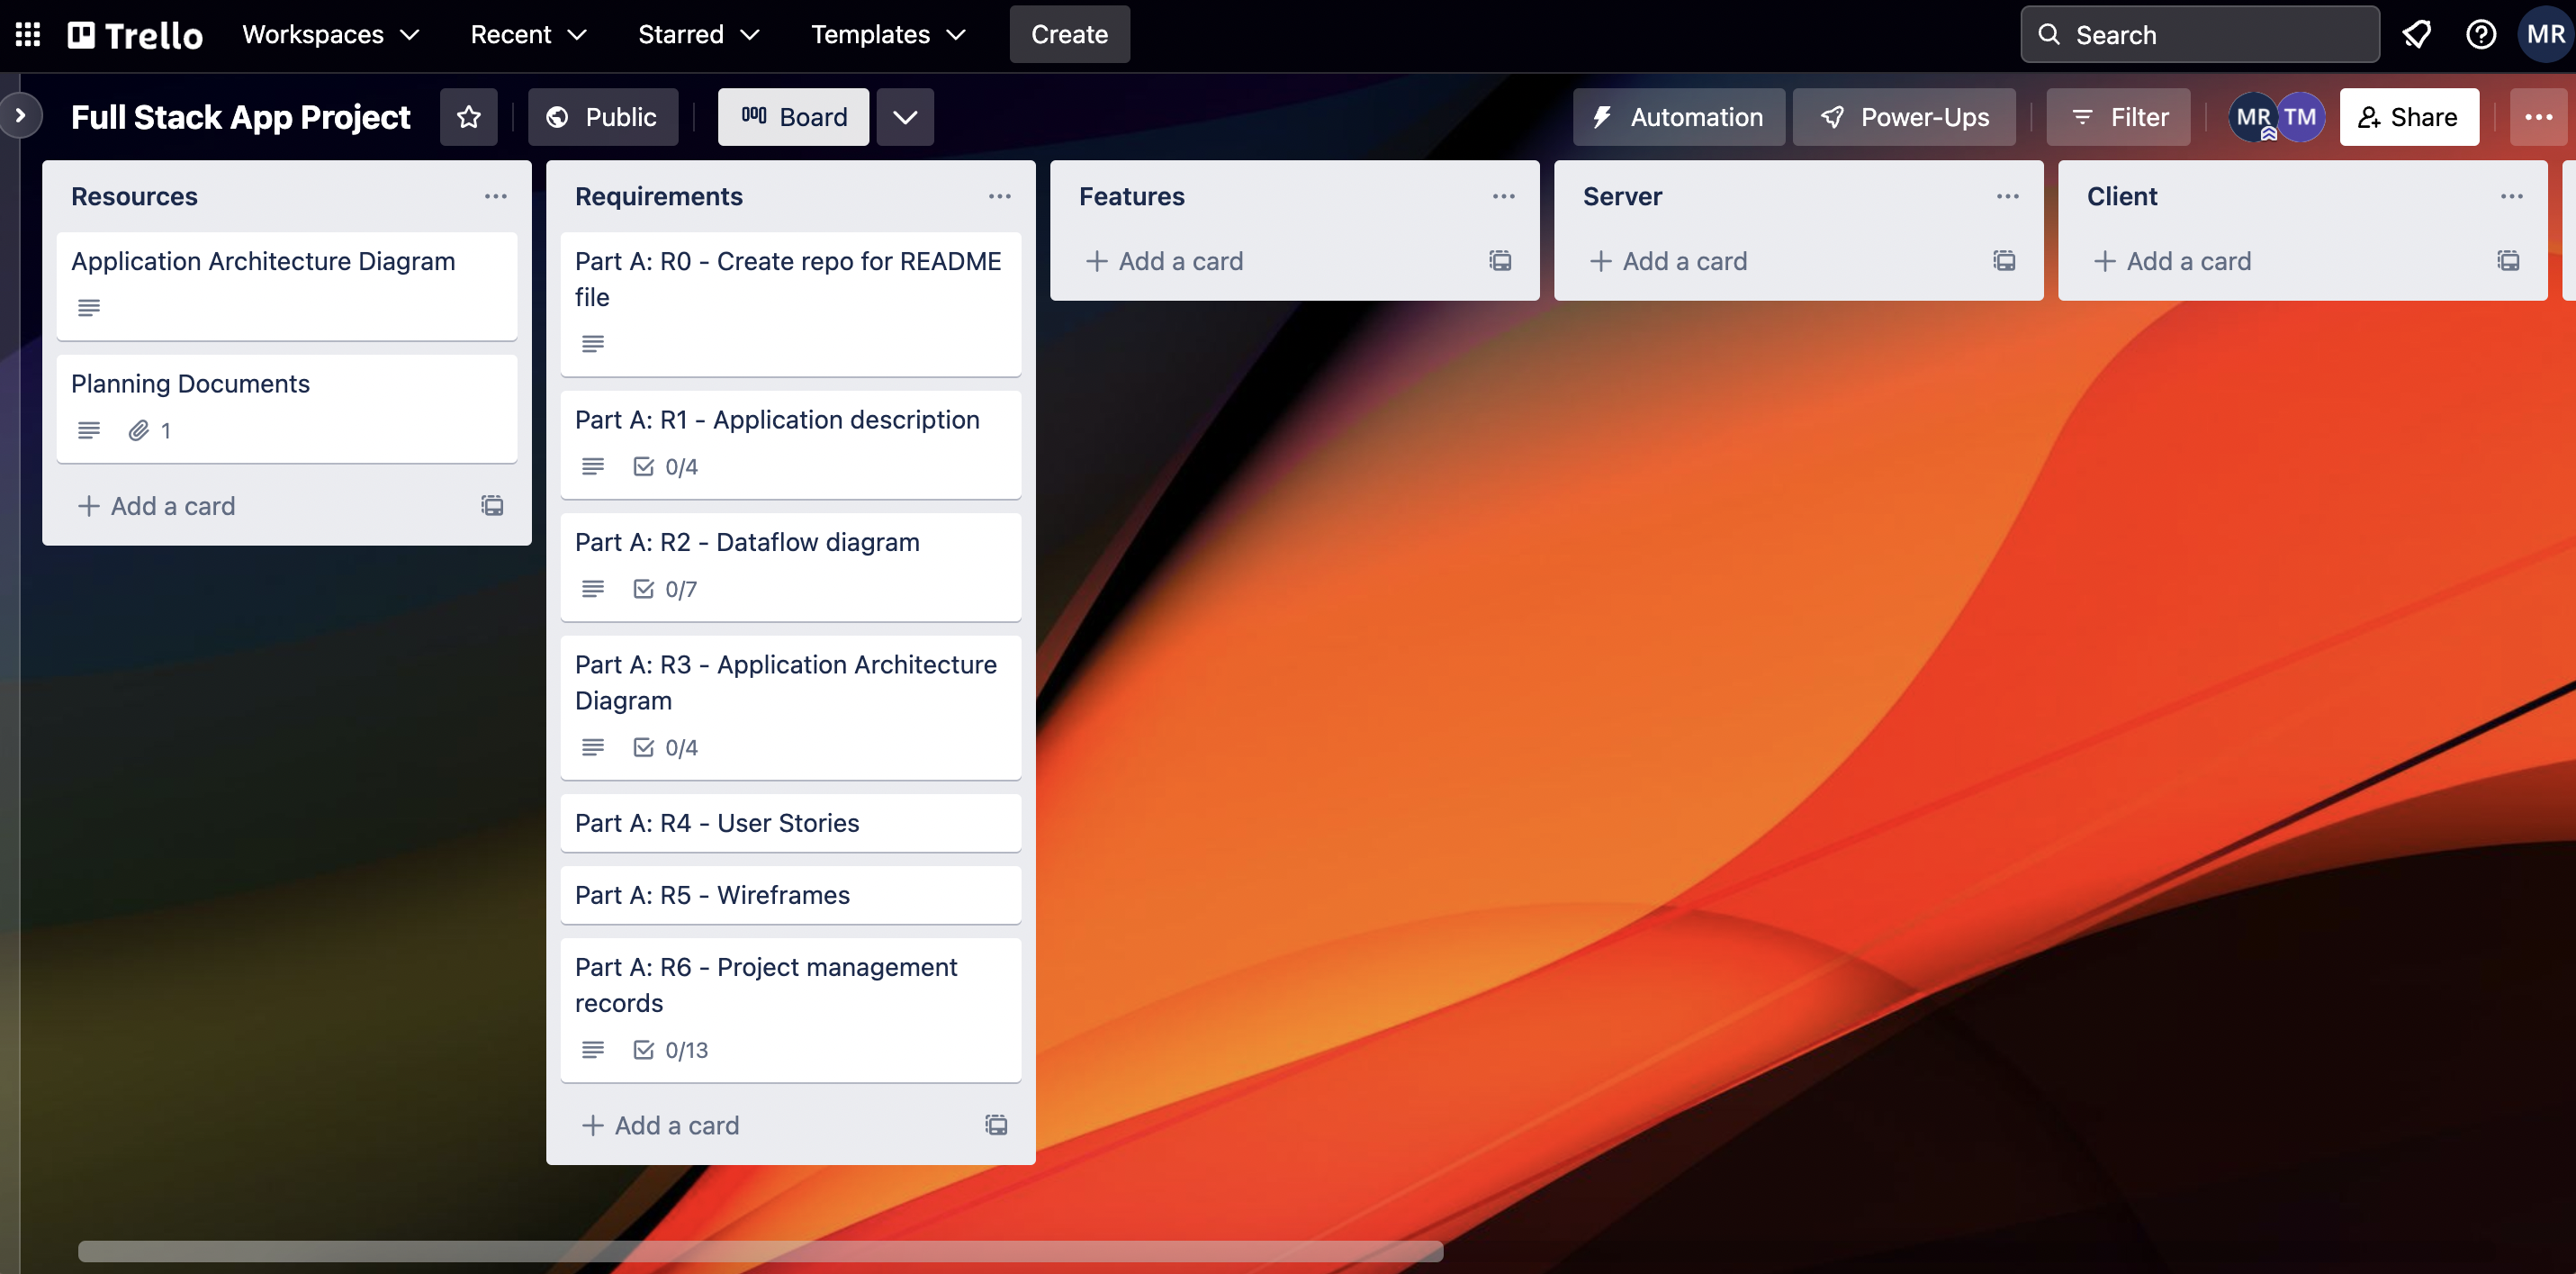 Trello Workspaces Recent Starred Templates Create Search MR
Full Stack App Project Public Board Automation Power-Ups Filter MR TM Share
Resources
Application Architecture Diagram
Planning Documents
1
Add a card
Requirements
Part A: R0 - Create repo for README
file
Part A: R1 - Application description
0/4
Part A: R2 - Dataflow diagram
0/7
Part A: R3 - Application Architecture
Diagram
0/4
Part A: R4 - User Stories
Part A: R5 - Wireframes
Part A: R6 - Project management
records
0/13
Add a card
Features
Add a card
Server
Add a card
Client
Add a card